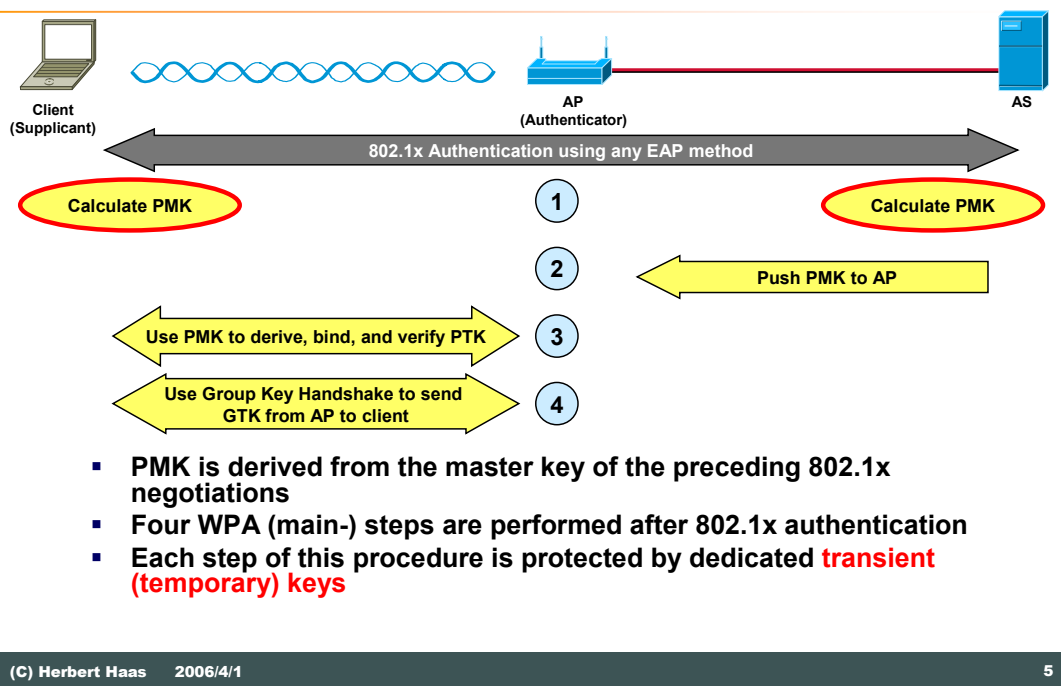 Client
(Supplicant)
AP
(Authenticator)
AS
802.1x Authentication using any EAP method
Calculate PMK
1
Calculate PMK
2
Push PMK to AP
Use PMK to derive, bind, and verify PTK
3
Use Group Key Handshake to send
GTK from AP to client
4
▪ PMK is derived from the master key of the preceding 802.1x
negotiations
▪ Four WPA (main-) steps are performed after 802.1x authentication
▪ Each step of this procedure is protected by dedicated transient
(temporary) keys
(C) Herbert Haas 2006/4/1
5